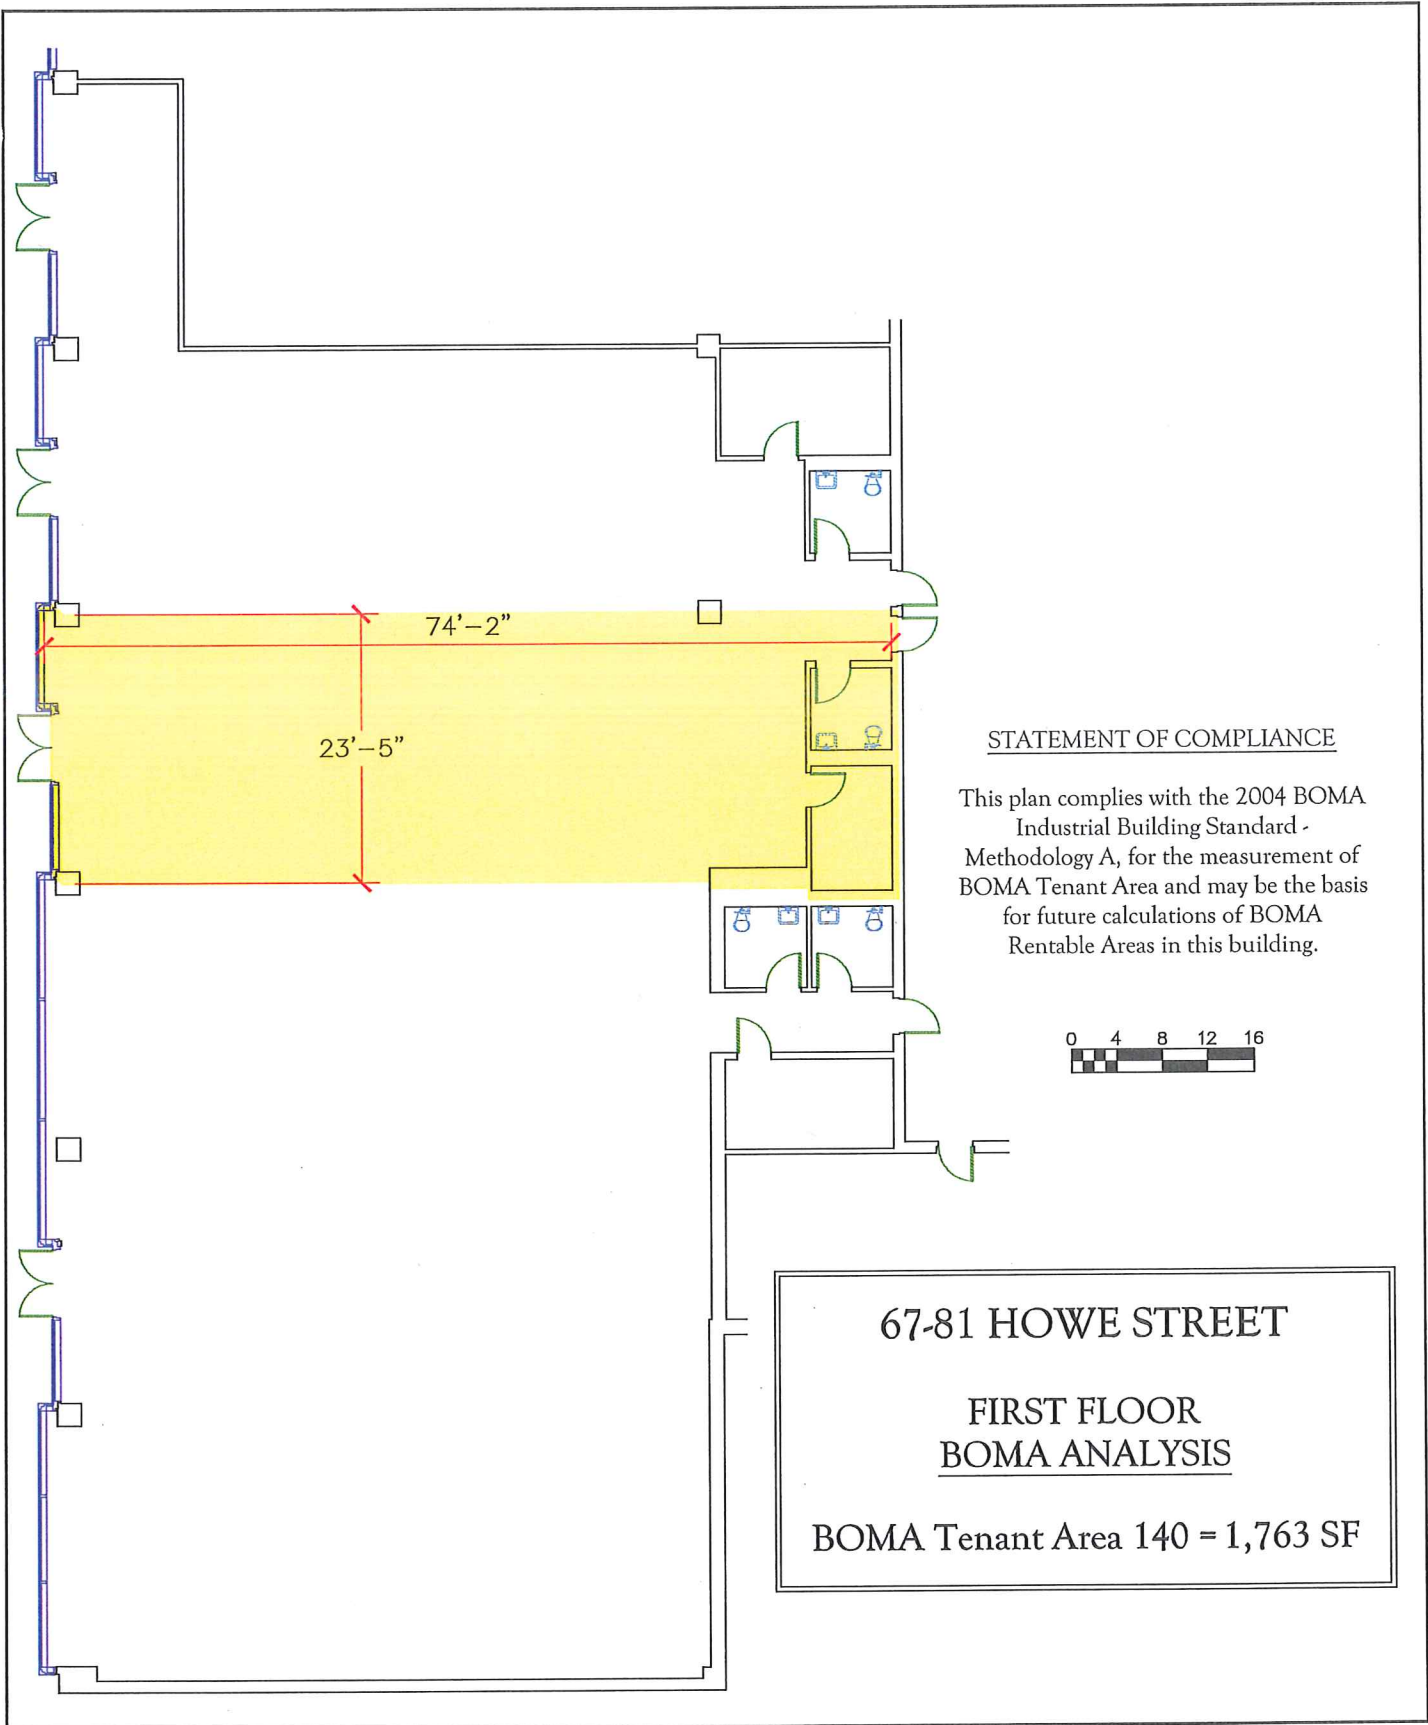 74'-2"
23'-5"
STATEMENT OF COMPLIANCE
This plan complies with the 2004 BOMA
Industrial Building Standard -
Methodology A, for the measurement of
BOMA Tenant Area and may be the basis
for future calculations of BOMA
Rentable Areas in this building.
0 4 8 12 16
67-81 HOWE STREET
FIRST FLOOR
BOMA ANALYSIS
BOMA Tenant Area 140 = 1,763 SF